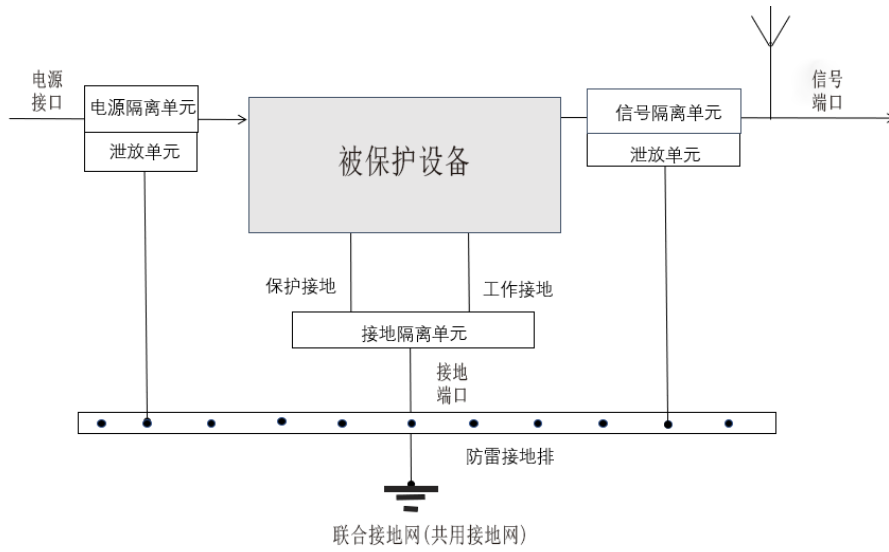 电源
接口
电源隔离单元
泄放单元
被保护设备
信号隔离单元
泄放单元
信号
端口
保护接地
工作接地
接地隔离单元
接地
端口
防雷接地排
联合接地网(共用接地网)